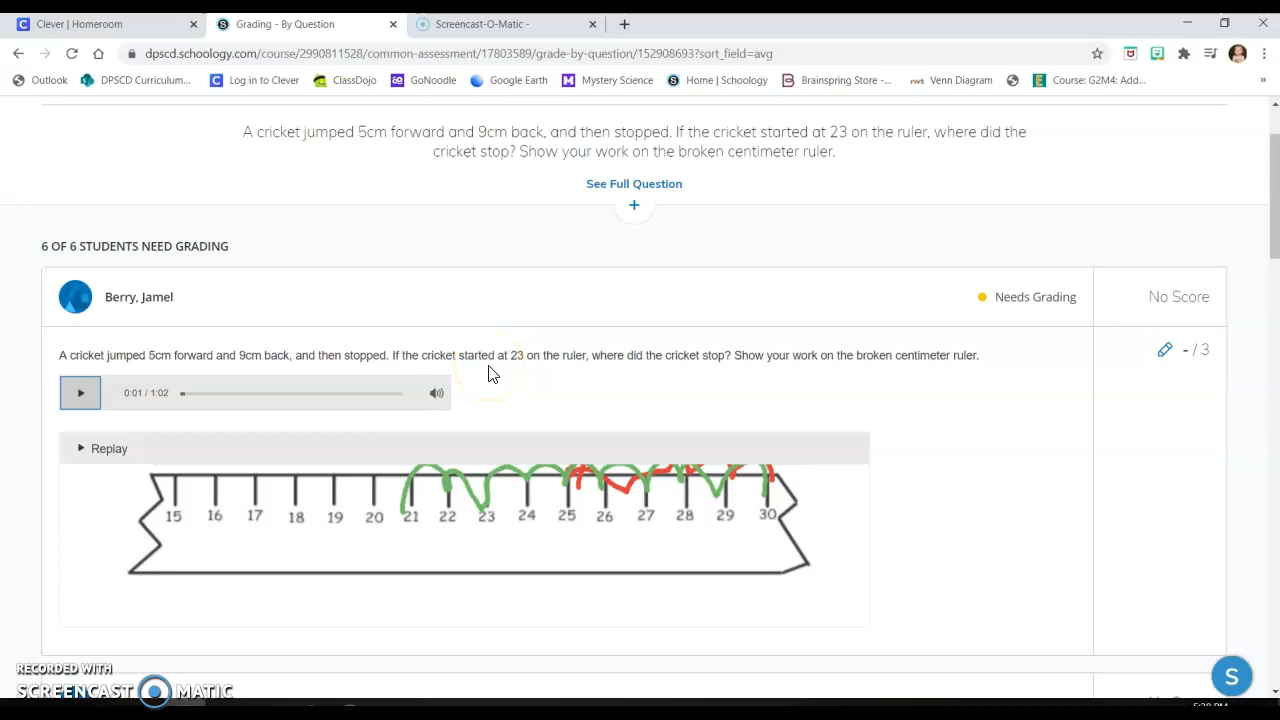 Clever | Homeroom
Grading - By Question
Screencast-O-Matic -
dpscd.schoology.com/course/2990811528/common-assessment/17803589/grade-by-question/152908693?sort_field=avg
Outlook
DPSCD Curriculum...
Log in to Clever
ClassDojo
GoNoodle
Google Earth
Mystery Science
Home | Schoology
Brainspring Store -...
Venn Diagram
Course: G2M4: Add...
A cricket jumped 5cm forward and 9cm back, and then stopped. If the cricket started at 23 on the ruler, where did the
cricket stop? Show your work on the broken centimeter ruler.
See Full Question
6 OF 6 STUDENTS NEED GRADING
Berry, Jamel
Needs Grading
No Score
A cricket jumped 5cm forward and 9cm back, and then stopped. If the cricket started at 23 on the ruler, where did the cricket stop? Show your work on the broken centimeter ruler.
- / 3
0:01 / 1:02
Replay
15 16 17 18 19 20 21 22 23 24 25 26 27 28 29 30
RECORDED WITH
SCREENCAST MATIC
S